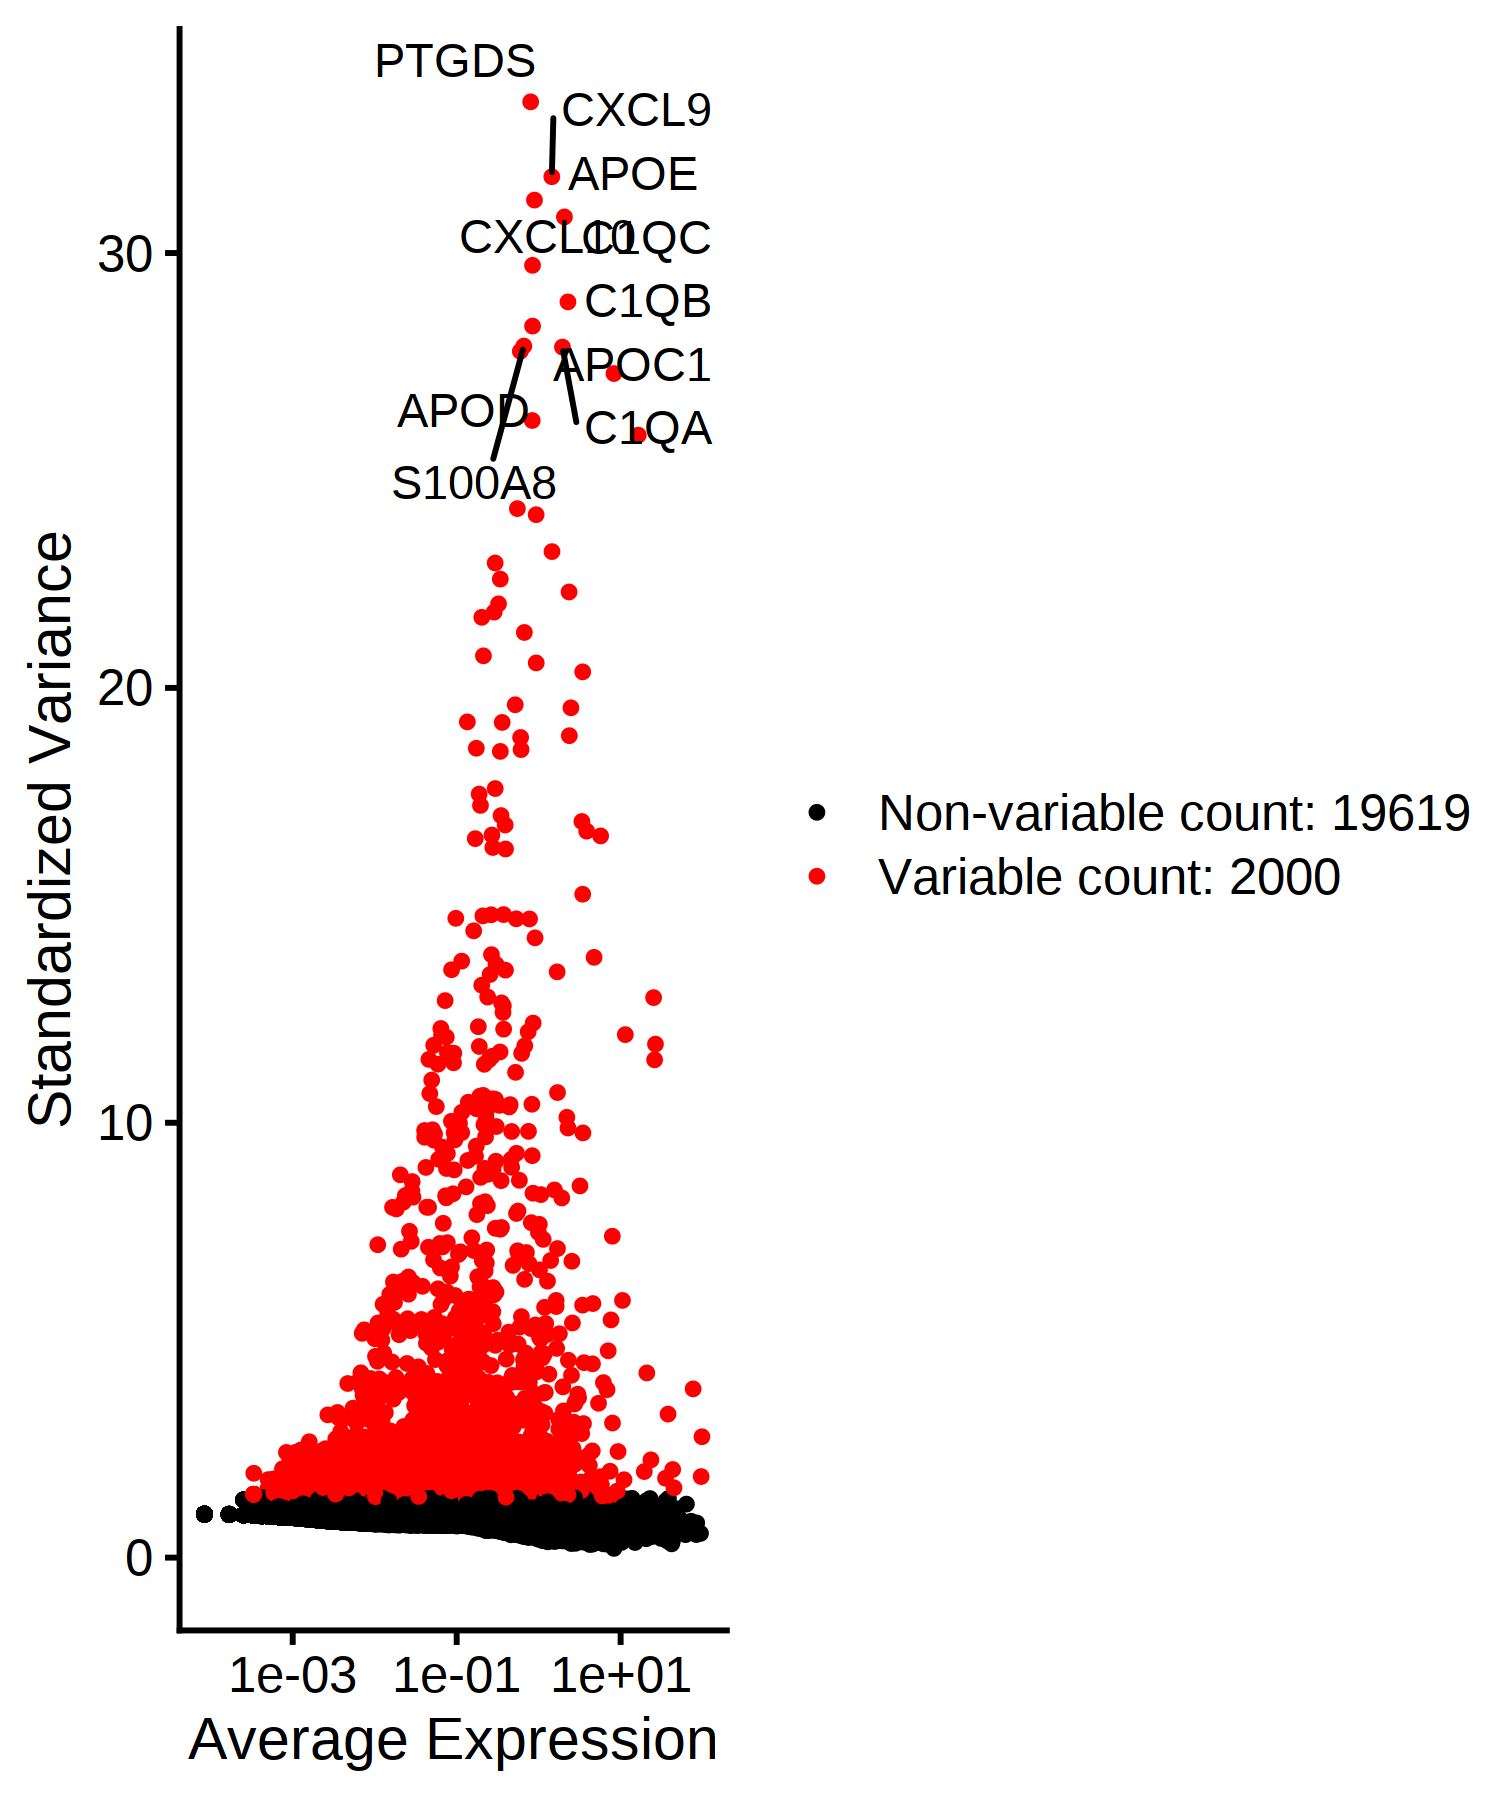 PTGDS
CXCL9
APOE
CXCL10
C1QC
C1QB
APOC1
APOD
C1QA
S100A8
30
20
10
0
Standardized Variance
1e-03 1e-01 1e+01
Average Expression
Non-variable count: 19619
Variable count: 2000